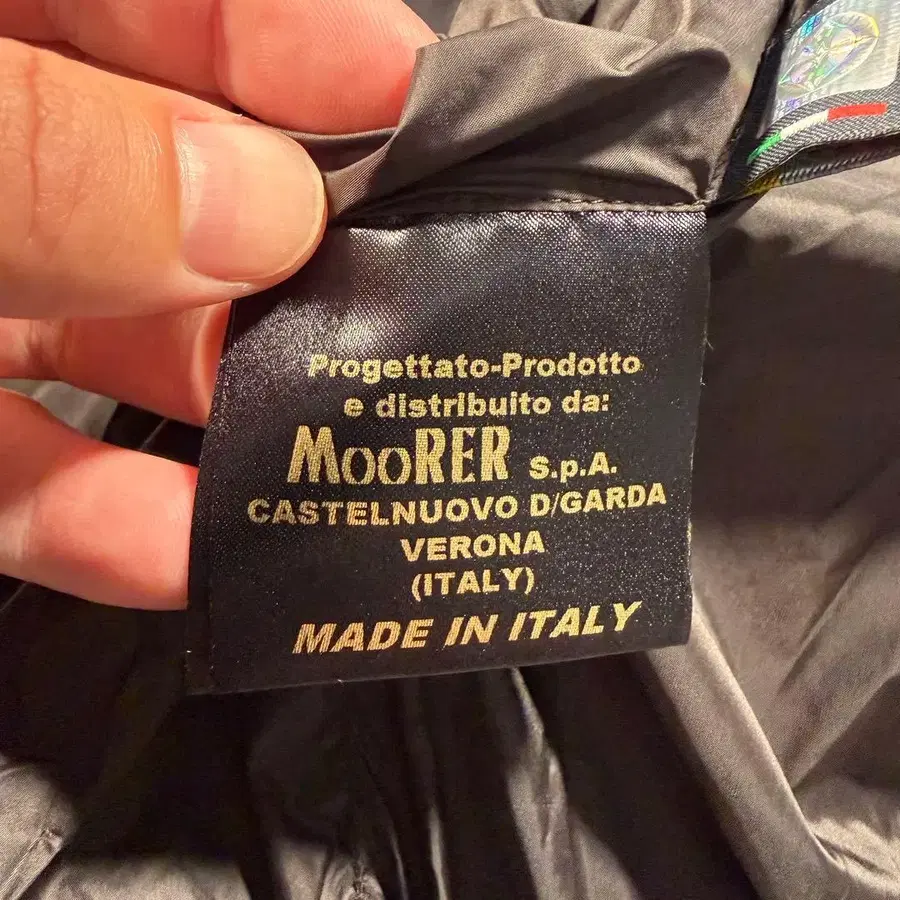 Progettato-Prodotto
e distribuito da:
MooRER S.p.A.
CASTELNUOVO D/GARDA
VERONA
(ITALY)
MADE IN ITALY